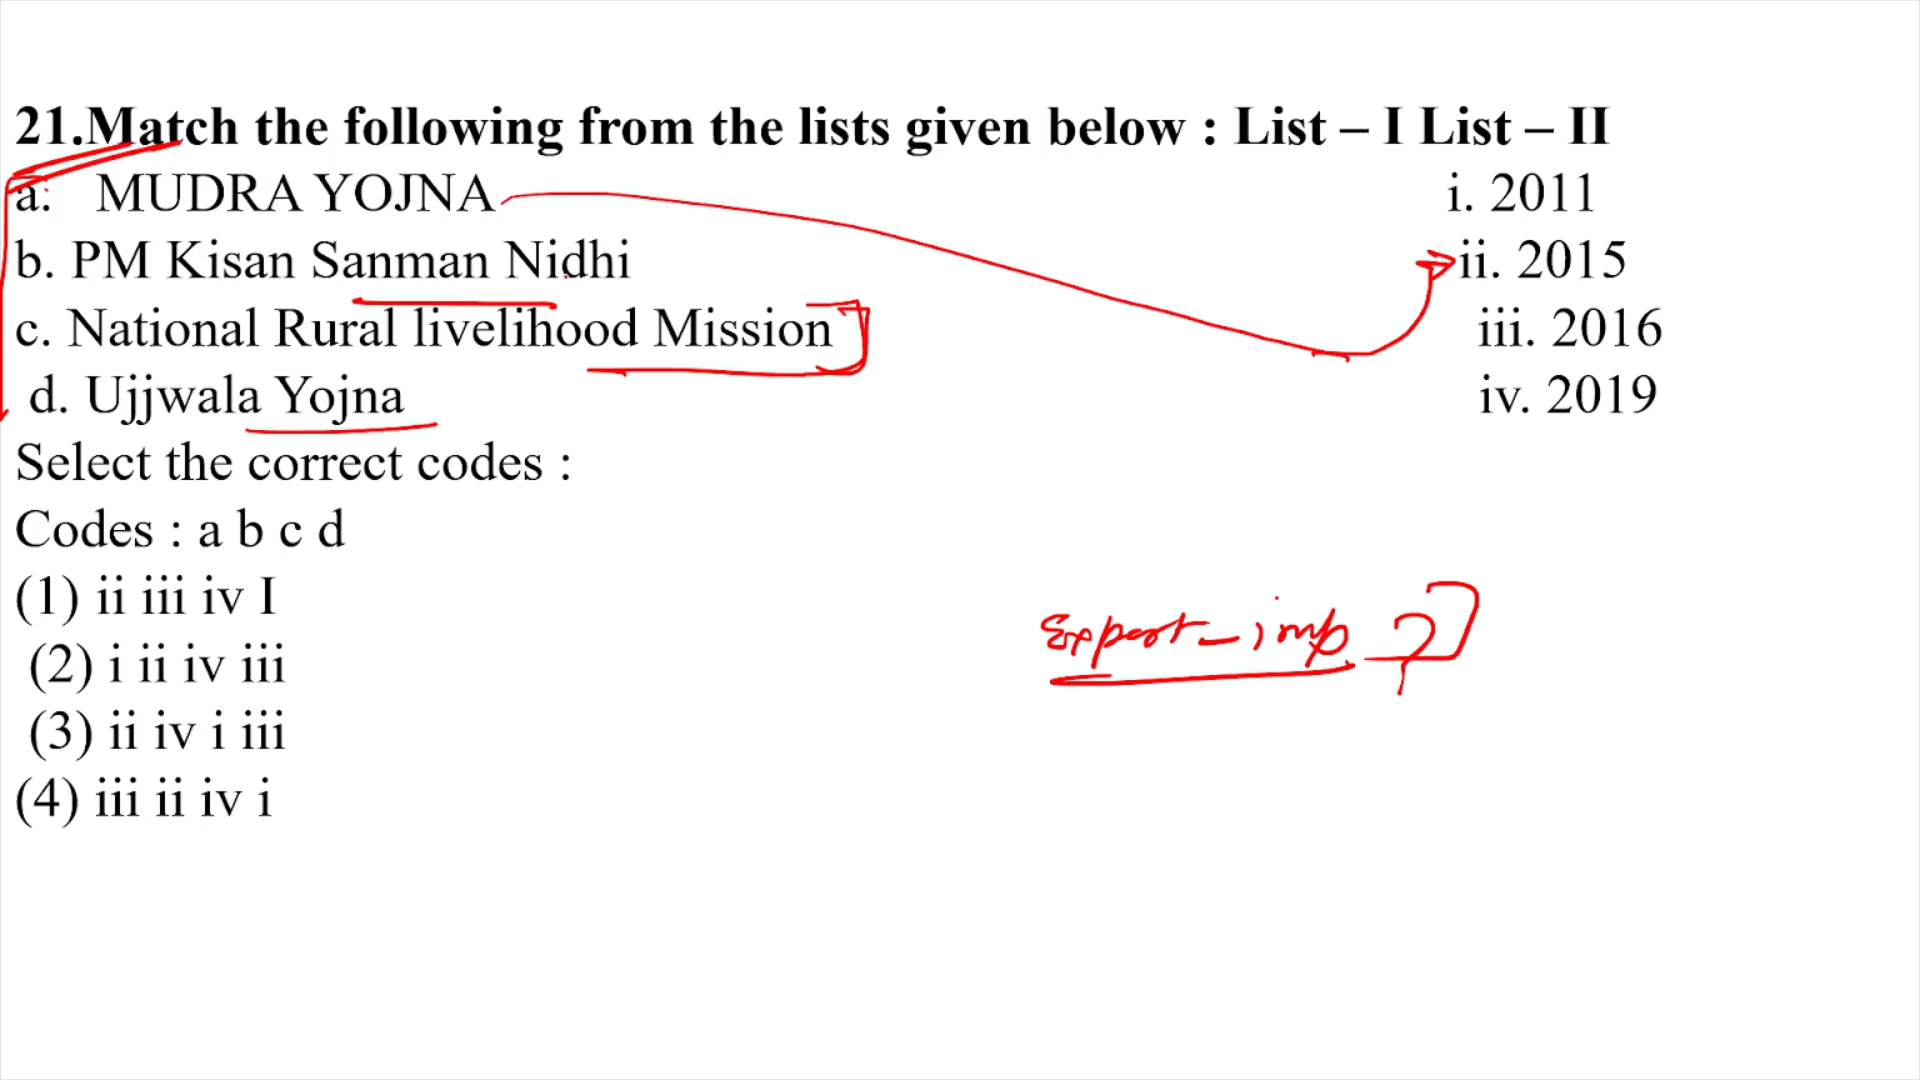 21.Match the following from the lists given below : List – I List – II
a: MUDRA YOJNA i. 2011
b. PM Kisan Sanman Nidhi ii. 2015
c. National Rural livelihood Mission iii. 2016
d. Ujjwala Yojna iv. 2019
Select the correct codes :
Codes : a b c d
(1) ii iii iv I
(2) i ii iv iii
Export - imp ?
(3) ii iv i iii
(4) iii ii iv i